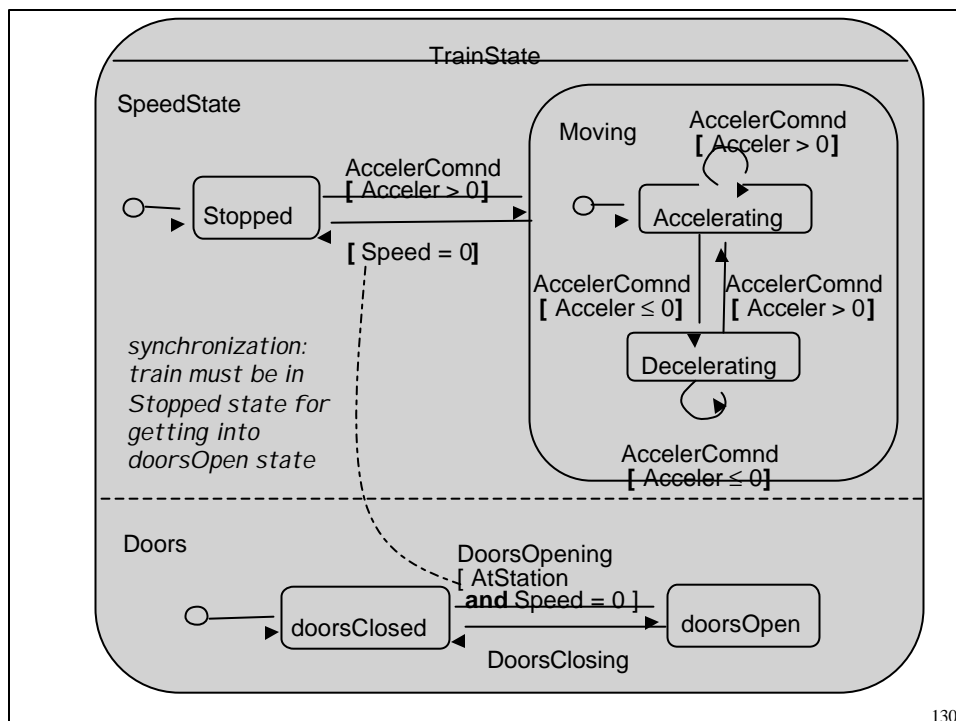 TrainState
SpeedState
Moving
AccelerComnd
[ Acceler > 0]
AccelerComnd
[ Acceler > 0]
Stopped
Accelerating
[ Speed = 0]
AccelerComnd
[ Acceler ≤ 0]
AccelerComnd
[ Acceler > 0]
synchronization:
train must be in
Stopped state for
getting into
doorsOpen state
Decelerating
AccelerComnd
[ Acceler ≤ 0]
Doors
DoorsOpening
[ AtStation
and Speed = 0 ]
doorsClosed
doorsOpen
DoorsClosing
130